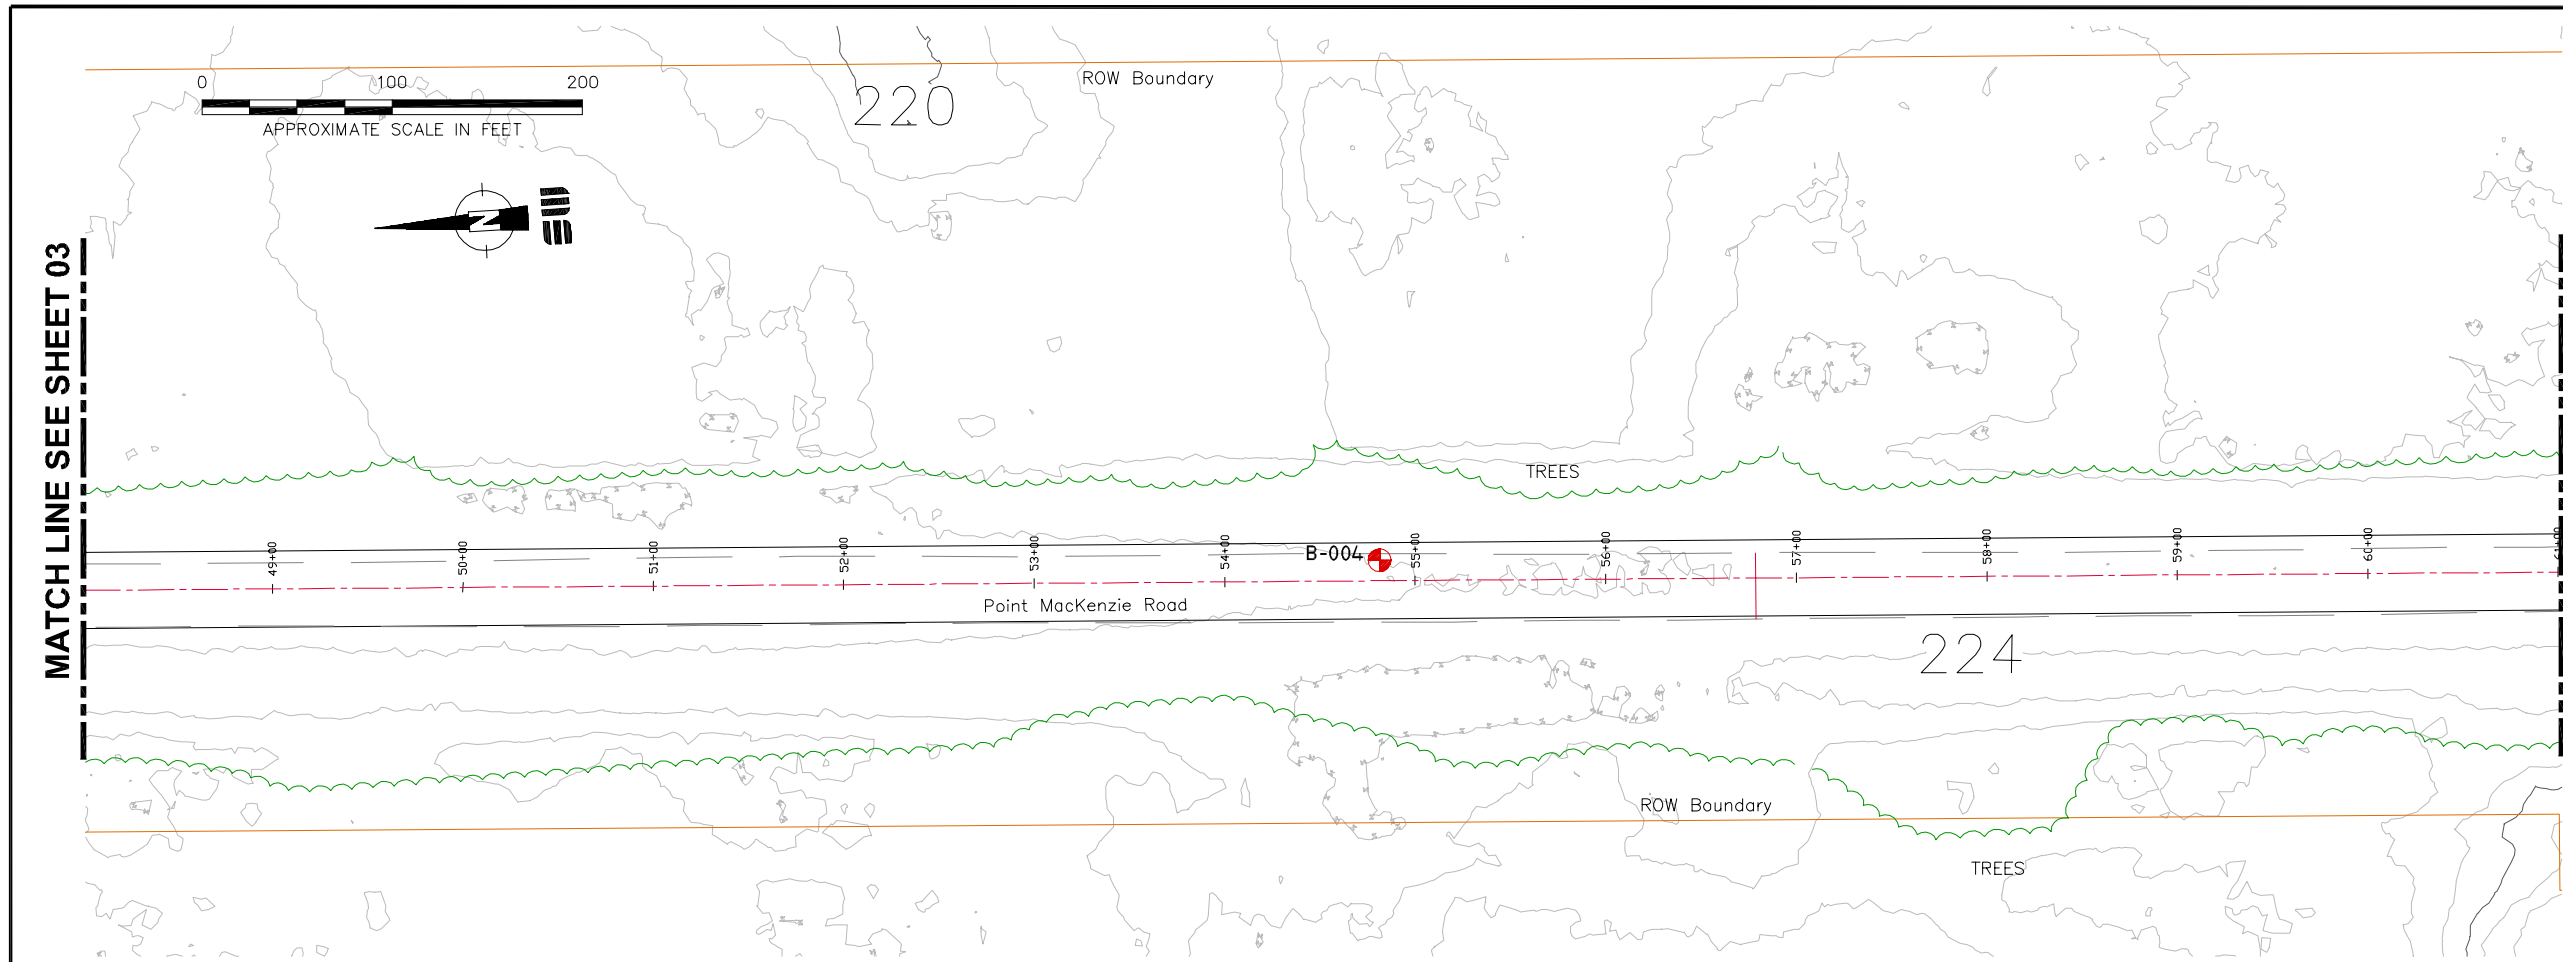 0 100 200
APPROXIMATE SCALE IN FEET
ROW Boundary
220
N
MATCH LINE SEE SHEET 03
TREES
49+00 50+00 51+00 52+00 53+00 54+00 55+00 56+00 57+00 58+00 59+00 60+00 61+00
B-004
Point MacKenzie Road
224
ROW Boundary
TREES